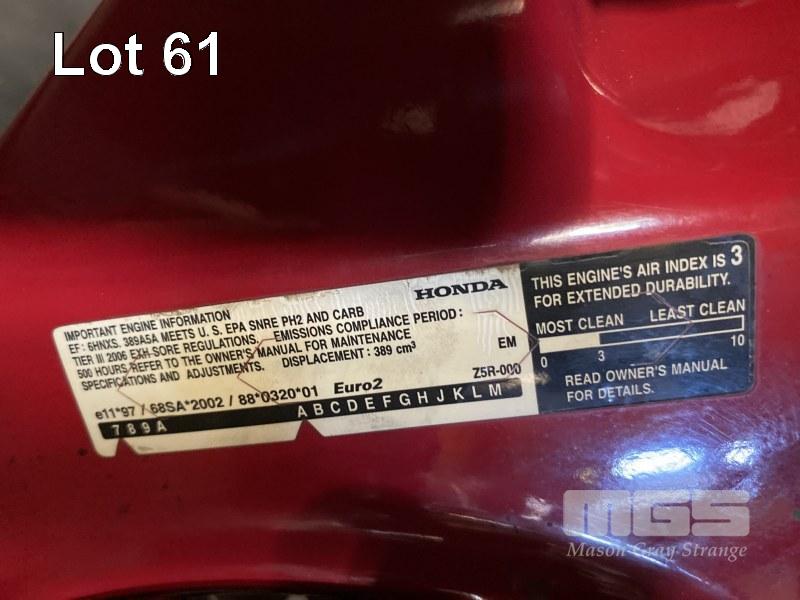 Lot 61
IMPORTANT ENGINE INFORMATION
HONDA
EF: 6HNXS. 389A5A MEETS U. S. EPA SNRE PH2 AND CARB
TIER III 2006 EXH SORE REGULATIONS. EMISSIONS COMPLIANCE PERIOD:
500 HOURS REFER TO THE OWNER'S MANUAL FOR MAINTENANCE
SPECIFICATIONS AND ADJUSTMENTS. DISPLACEMENT: 389 cm³ EM
e11*97 / 68SA*2002 / 88*0320*01 Euro2 Z5R-000
7 8 9 A A B C D E F G H J K L M
THIS ENGINE'S AIR INDEX IS 3
FOR EXTENDED DURABILITY.
MOST CLEAN LEAST CLEAN
0 3 10
READ OWNER'S MANUAL
FOR DETAILS.
MGS
Mason Gray Strange